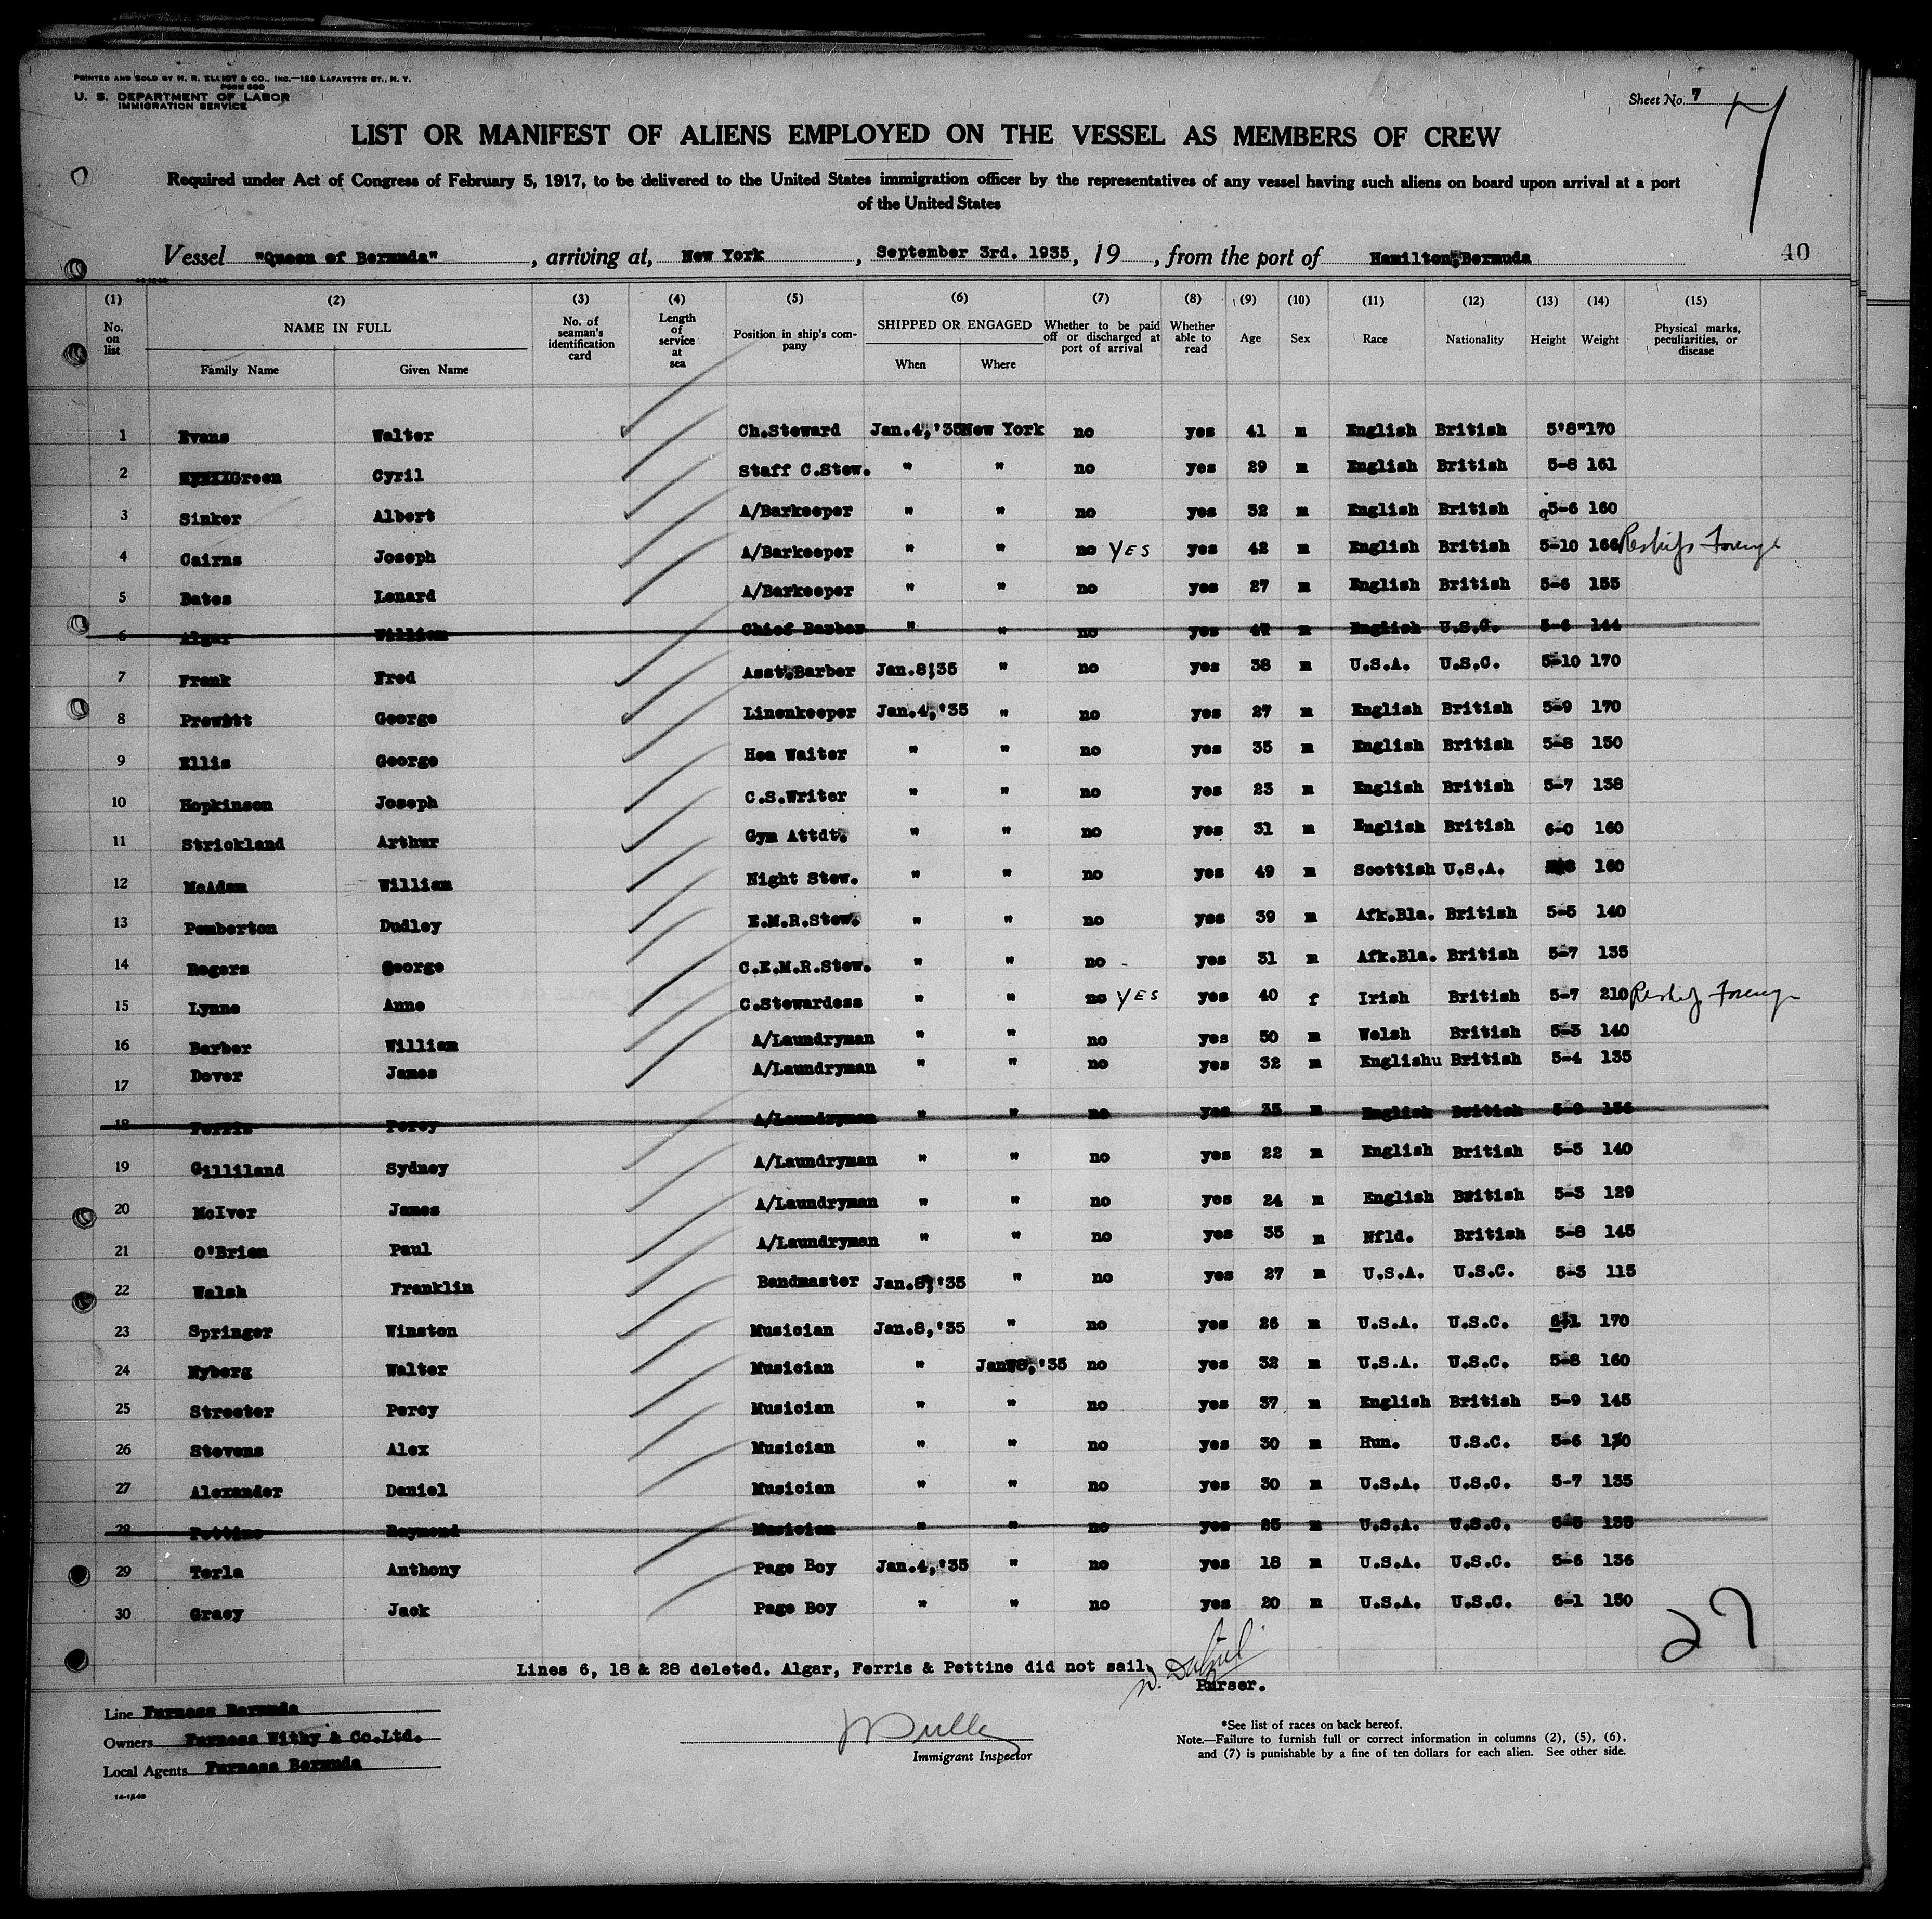 PRINTED AND SOLD BY H. R. ELLIOT & CO., INC.—129 LAFAYETTE ST., N. Y.
FORM 680
U. S. DEPARTMENT OF LABOR
IMMIGRATION SERVICE
Sheet No. 7
7
LIST OR MANIFEST OF ALIENS EMPLOYED ON THE VESSEL AS MEMBERS OF CREW
Required under Act of Congress of February 5, 1917, to be delivered to the United States immigration officer by the representatives of any vessel having such aliens on board upon arrival at a port
of the United States
Vessel "Queen of Bermuda", arriving at, New York, September 3rd. 1935, 19 , from the port of Hamilton, Bermuda 40
(1) (2) (3) (4) (5) (6) (7) (8) (9) (10) (11) (12) (13) (14) (15)
No. on list NAME IN FULL Family Name Given Name No. of seaman's identification card Length of service at sea Position in ship's company SHIPPED OR ENGAGED When Where Whether to be paid off or discharged at port of arrival Whether able to read Age Sex Race Nationality Height Weight Physical marks, peculiarities, or disease
1 Evans Walter Ch.Steward Jan.4,'35 New York no yes 41 m English British 5'8" 170
2 Green Cyril Staff C.Stew. " " no yes 29 m English British 5-8 161
3 Sinker Albert A/Barkeeper " " no yes 32 m English British 5-6 160
4 Cairns Joseph A/Barkeeper " " no YES yes 42 m English British 5-10 166
5 Bates Lenard A/Barkeeper " " no yes 27 m English British 5-6 155
6 Algar William Chief Barber " " no yes 47 m English U.S.C. 5-6 144
7 Frank Fred Asst.Barber Jan.8,'35 " no yes 38 m U.S.A. U.S.C. 5-10 170
8 Prewitt George Linenkeeper Jan.4,'35 " no yes 27 m English British 5-9 170
9 Ellis George Hea Waiter " " no yes 35 m English British 5-8 150
10 Hopkinson Joseph C.S.Writer " " no yes 23 m English British 5-7 138
11 Strickland Arthur Gym Attdt. " " no yes 31 m English British 6-0 160
12 McAdam William Night Stew. " " no yes 49 m Scottish U.S.A. 160
13 Pemberton Dudley E.M.R.Stew. " " no yes 39 m Afk.Bla. British 5-5 140
14 Rogers George C.E.M.R.Stew. " " no yes 31 m Afk.Bla. British 5-7 135
15 Lynne Anne C.Stewardess " " no YES yes 40 f Irish British 5-7 210
16 Barber William A/Laundryman " " no yes 50 m Welsh British 5-3 140
17 Dover James A/Laundryman " " no yes 32 m Englishu British 5-4 135
18 Ferris Percy A/Laundryman " " no yes 35 m English British 5-9 156
19 Gilliland Sydney A/Laundryman " " no yes 22 m English British 5-5 140
20 McIver James A/Laundryman " " no yes 24 m English British 5-3 129
21 O'Brien Paul A/Laundryman " " no yes 35 m Nfld. British 5-8 145
22 Walsh Franklin Bandmaster Jan.8,'35 " no yes 27 m U.S.A. U.S.C. 5-3 115
23 Springer Winston Musician Jan.8,'35 " no yes 26 m U.S.A. U.S.C. 6-1 170
24 Nyberg Walter Musician " Jan.8,'35 no yes 32 m U.S.A. U.S.C. 5-8 160
25 Streeter Percy Musician " " no yes 37 m English British 5-9 145
26 Stevens Alex Musician " " no yes 30 m Hun. U.S.C. 5-6
27 Alexander Daniel Musician " " no yes 30 m U.S.A. U.S.C. 5-7 135
28 Pettine Raymond Musician " " no yes 25 m U.S.A. U.S.C. 5-5 135
29 Terla Anthony Page Boy Jan.4,'35 " no yes 18 m U.S.A. U.S.C. 5-6 136
30 Gracy Jack Page Boy " " no yes 20 m U.S.A. U.S.C. 6-1 150
27
Lines 6, 18 & 28 deleted. Algar, Ferris & Pettine did not sail.
Purser.
Line Furness Bermuda
Owners Furness Withy & Co.Ltd.
Local Agents Furness Bermuda
14-1240
Immigrant Inspector
*See list of races on back hereof.
Note.—Failure to furnish full or correct information in columns (2), (5), (6),
and (7) is punishable by a fine of ten dollars for each alien. See other side.